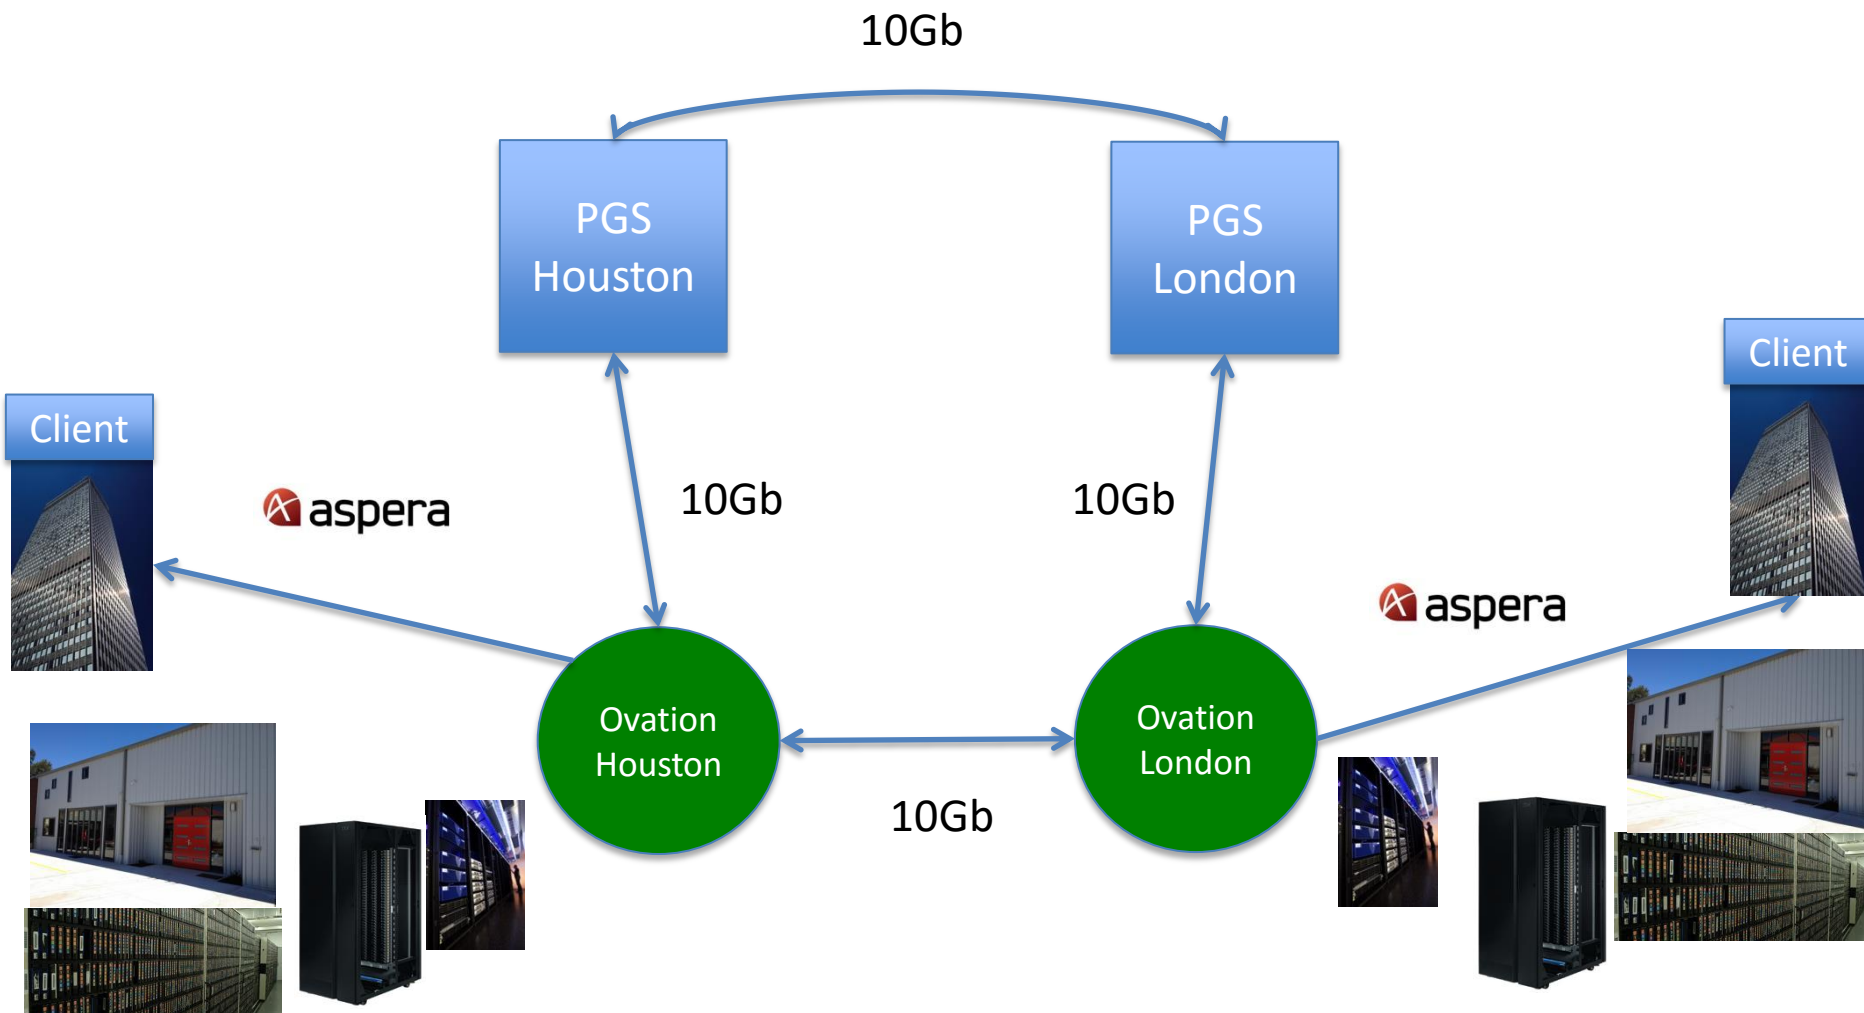 10Gb
PGS
Houston
PGS
London
Client
Client
aspera
10Gb
10Gb
aspera
Ovation
Houston
Ovation
London
10Gb